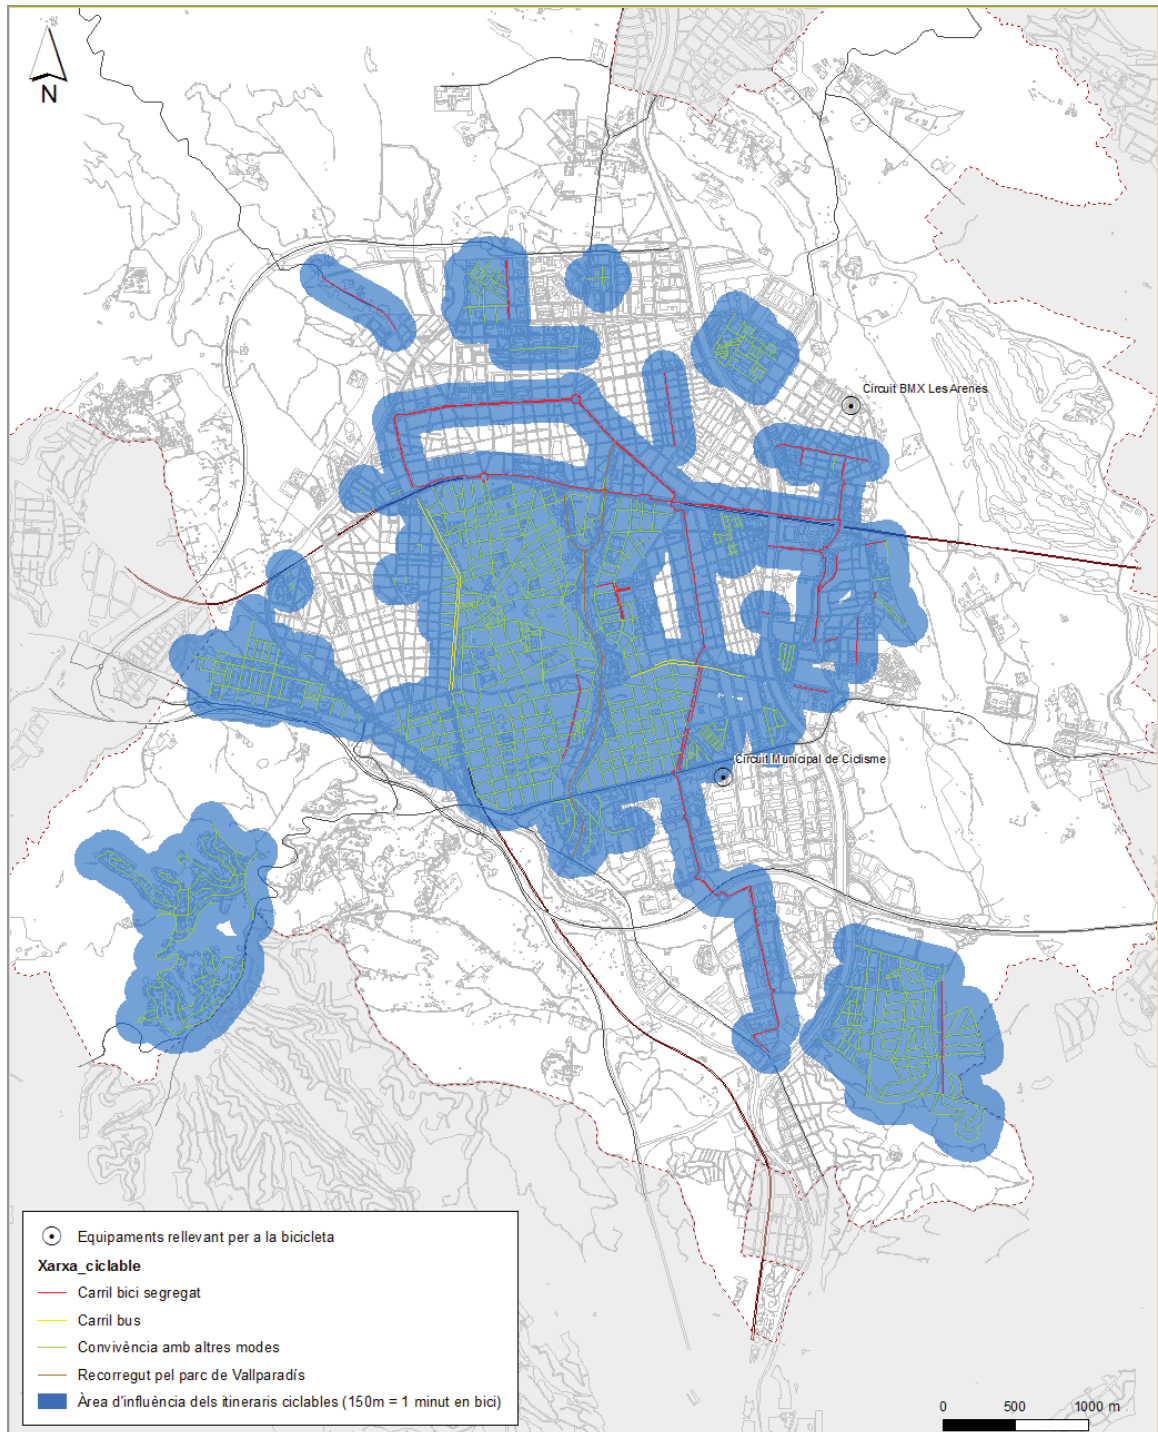 N
Circuit BMX Les Arenes
Circuit Municipal de Ciclisme
Equipaments rellevant per a la bicicleta
Xarxa_ciclable
Carril bici segregat
Carril bus
Convivència amb altres modes
Recorregut pel parc de Vallparadís
Àrea d'influència dels itineraris ciclables (150m = 1 minut en bici)
0 500 1000 m